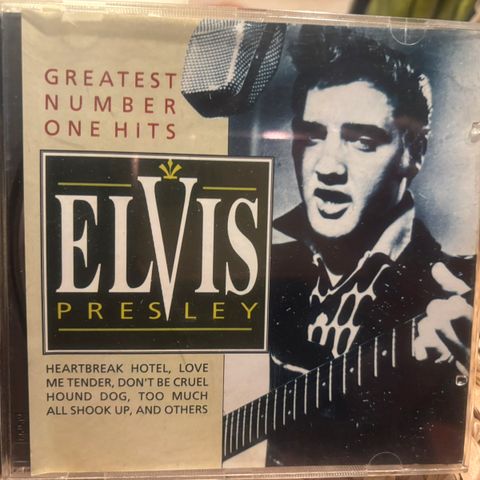 GREATEST
NUMBER
ONE HITS
ELVIS
PRESLEY
HEARTBREAK HOTEL, LOVE
ME TENDER, DON'T BE CRUEL
HOUND DOG, TOO MUCH
ALL SHOOK UP, AND OTHERS